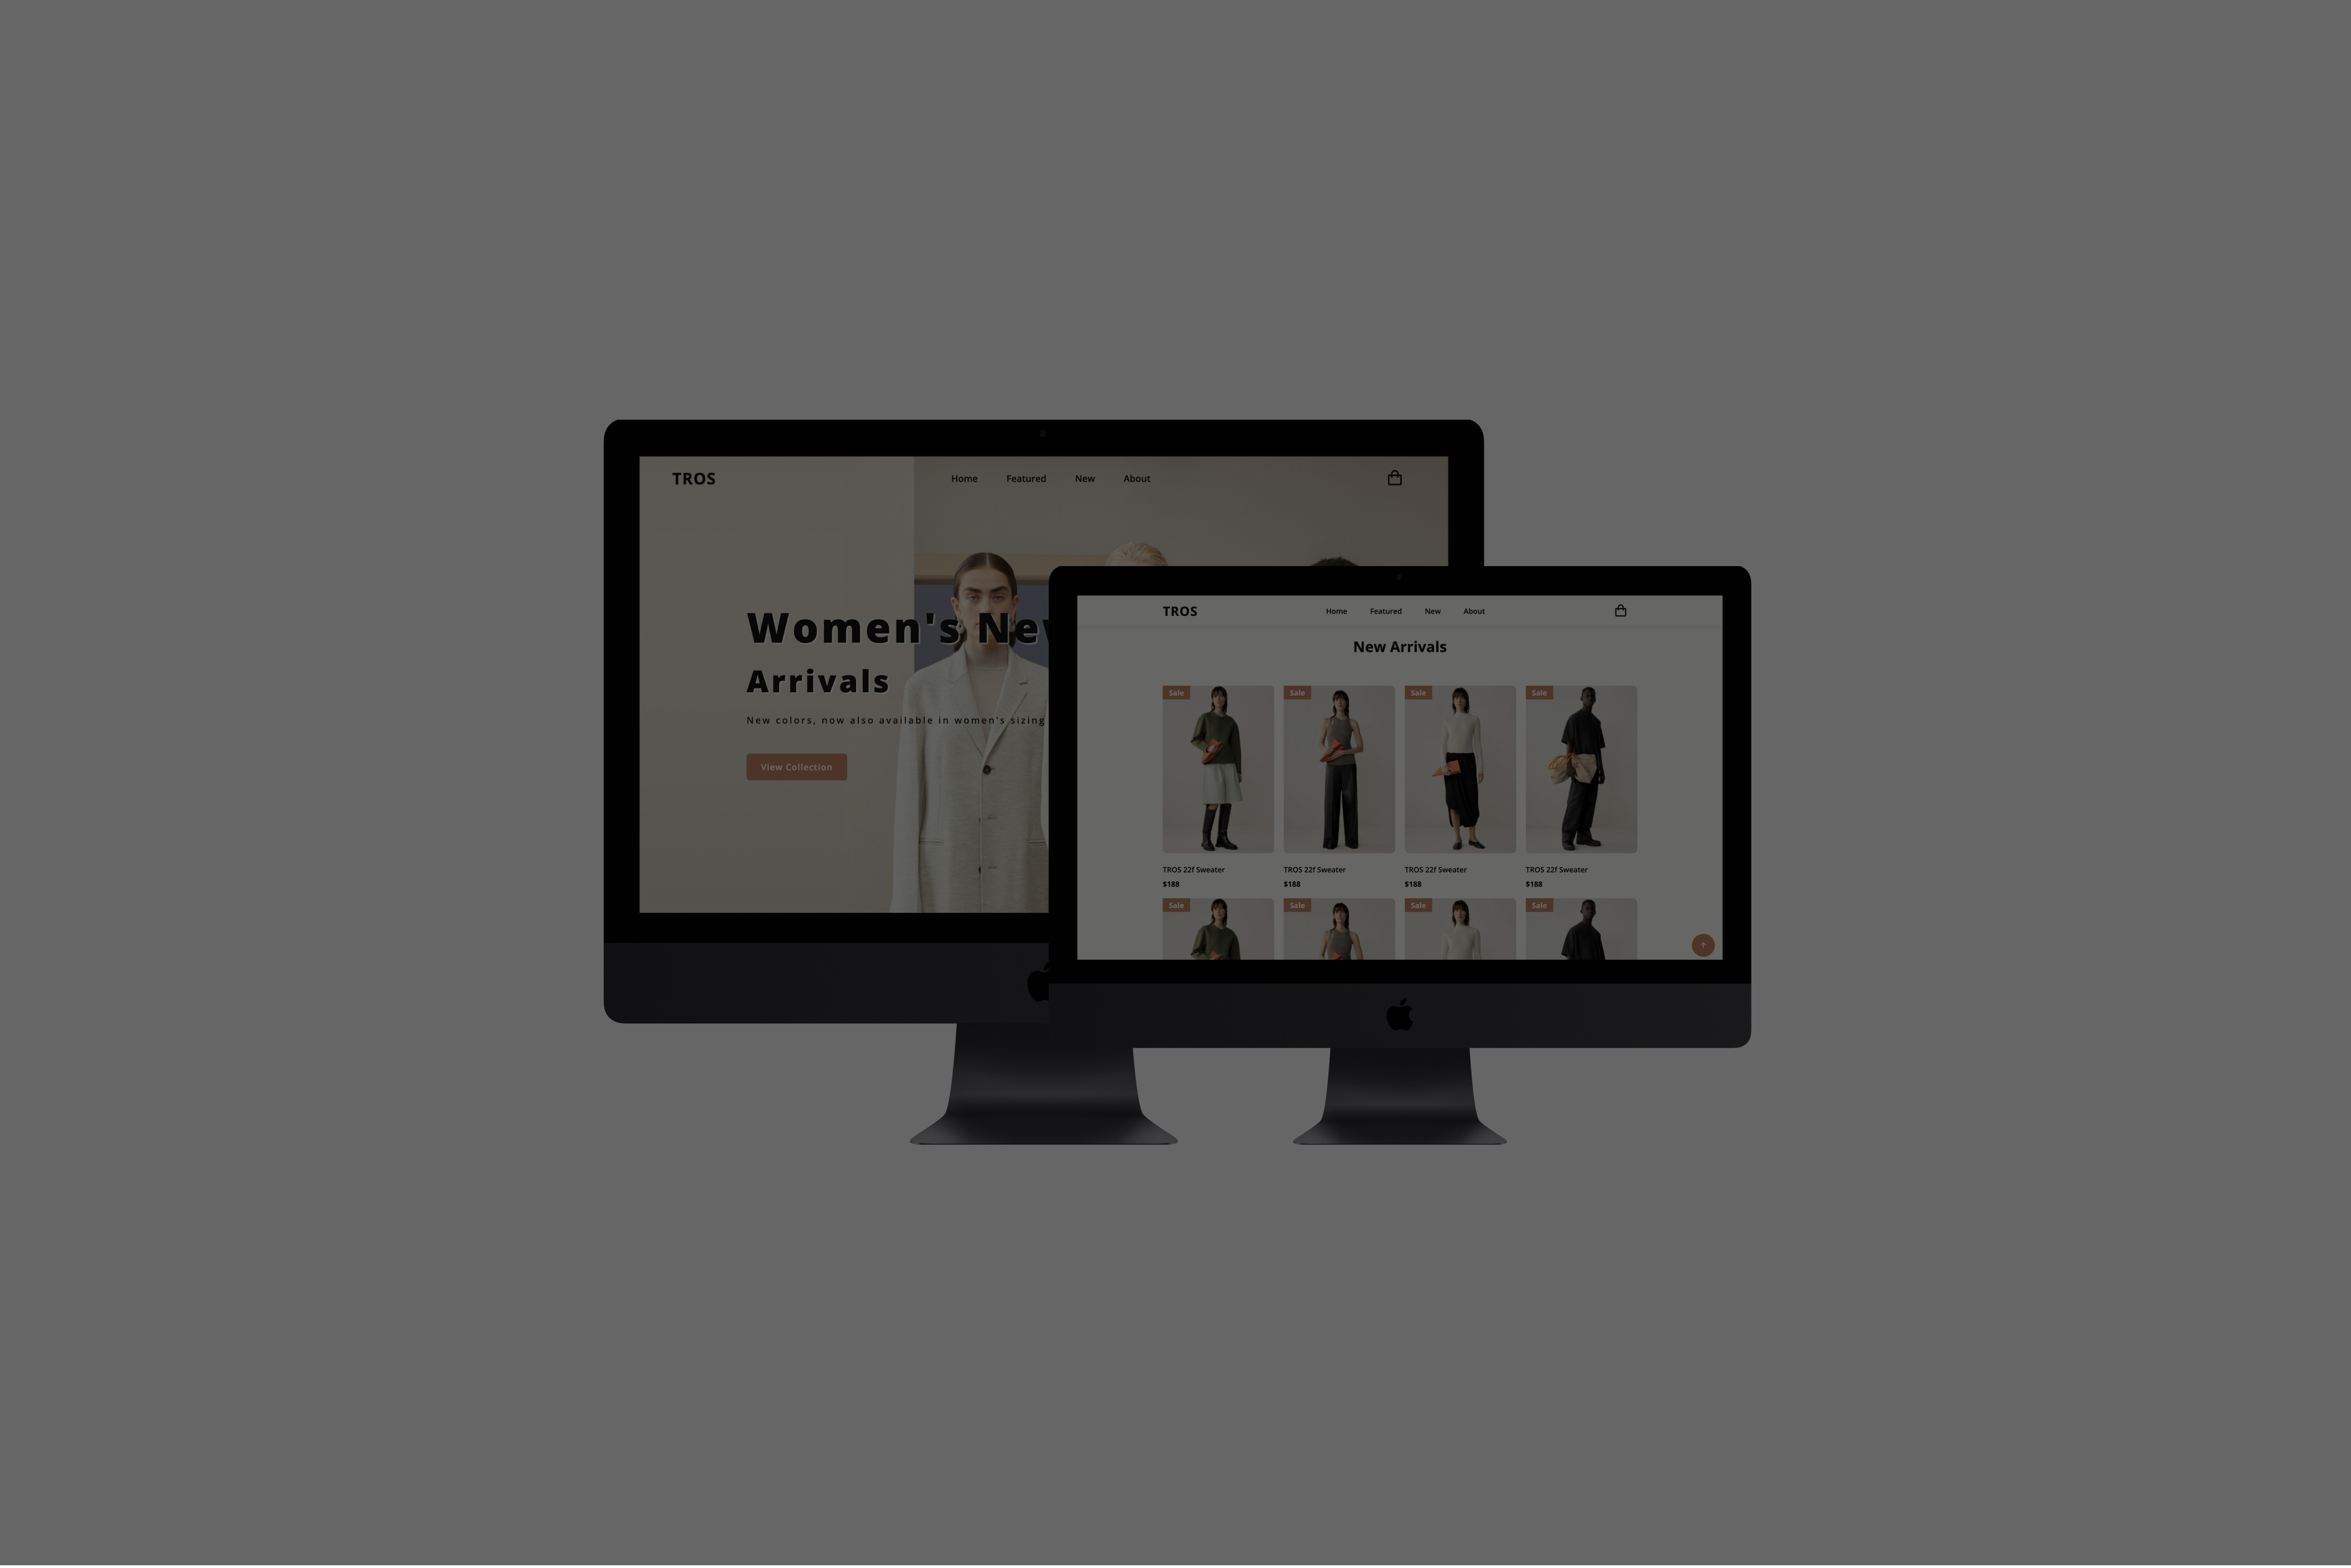 TROS
Home Featured New About
Women's Nev
Arrivals
New colors, now also available in women's sizing
View Collection
TROS
Home Featured New About
New Arrivals
Sale Sale Sale Sale
TROS 22f Sweater TROS 22f Sweater TROS 22f Sweater TROS 22f Sweater
$188 $188 $188 $188
Sale Sale Sale Sale